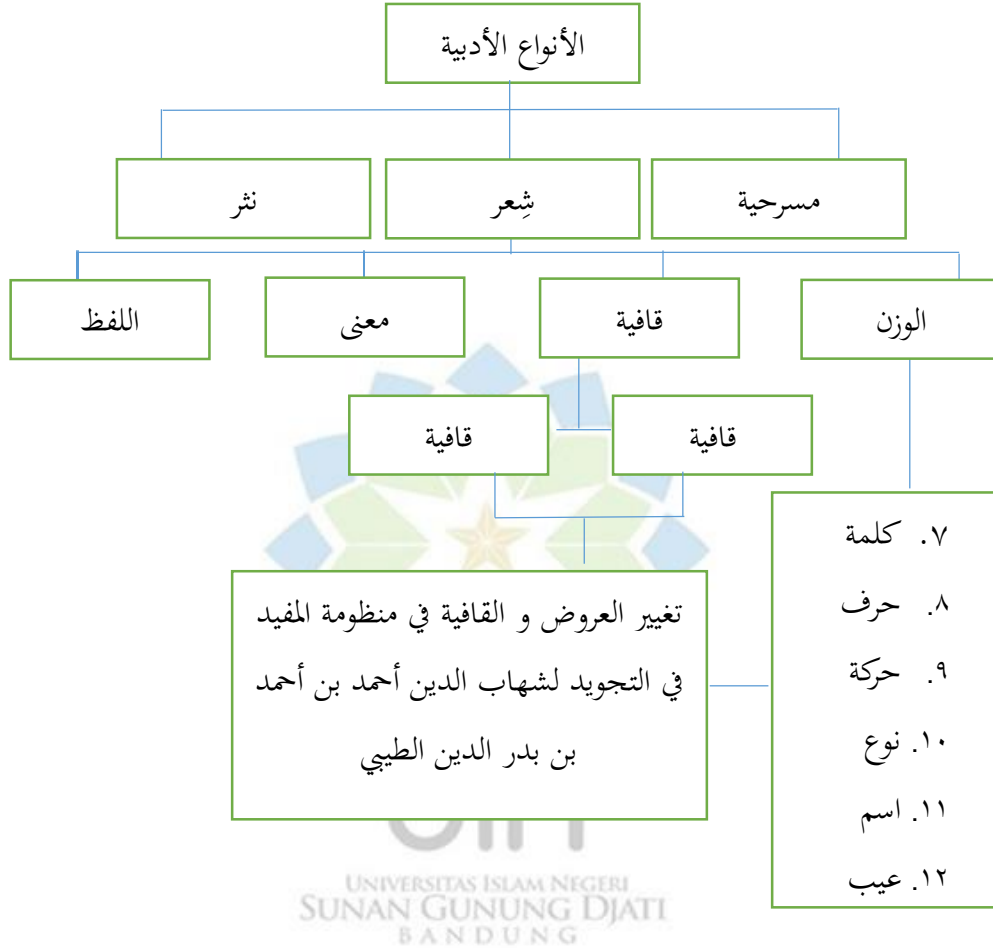 الأنواع الأدبية
مسرحية
شِعر
نثر
الوزن
قافية
معنى
اللفظ
قافية
قافية
٧. كلمة
٨. حرف
٩. حركة
١٠. نوع
١١. اسم
١٢. عيب
تغيير العروض و القافية في منظومة المفيد
في التجويد لشهاب الدين أحمد بن أحمد
بن بدر الدين الطيبي
UNIVERSITAS ISLAM NEGERI
SUNAN GUNUNG DJATI
BANDUNG